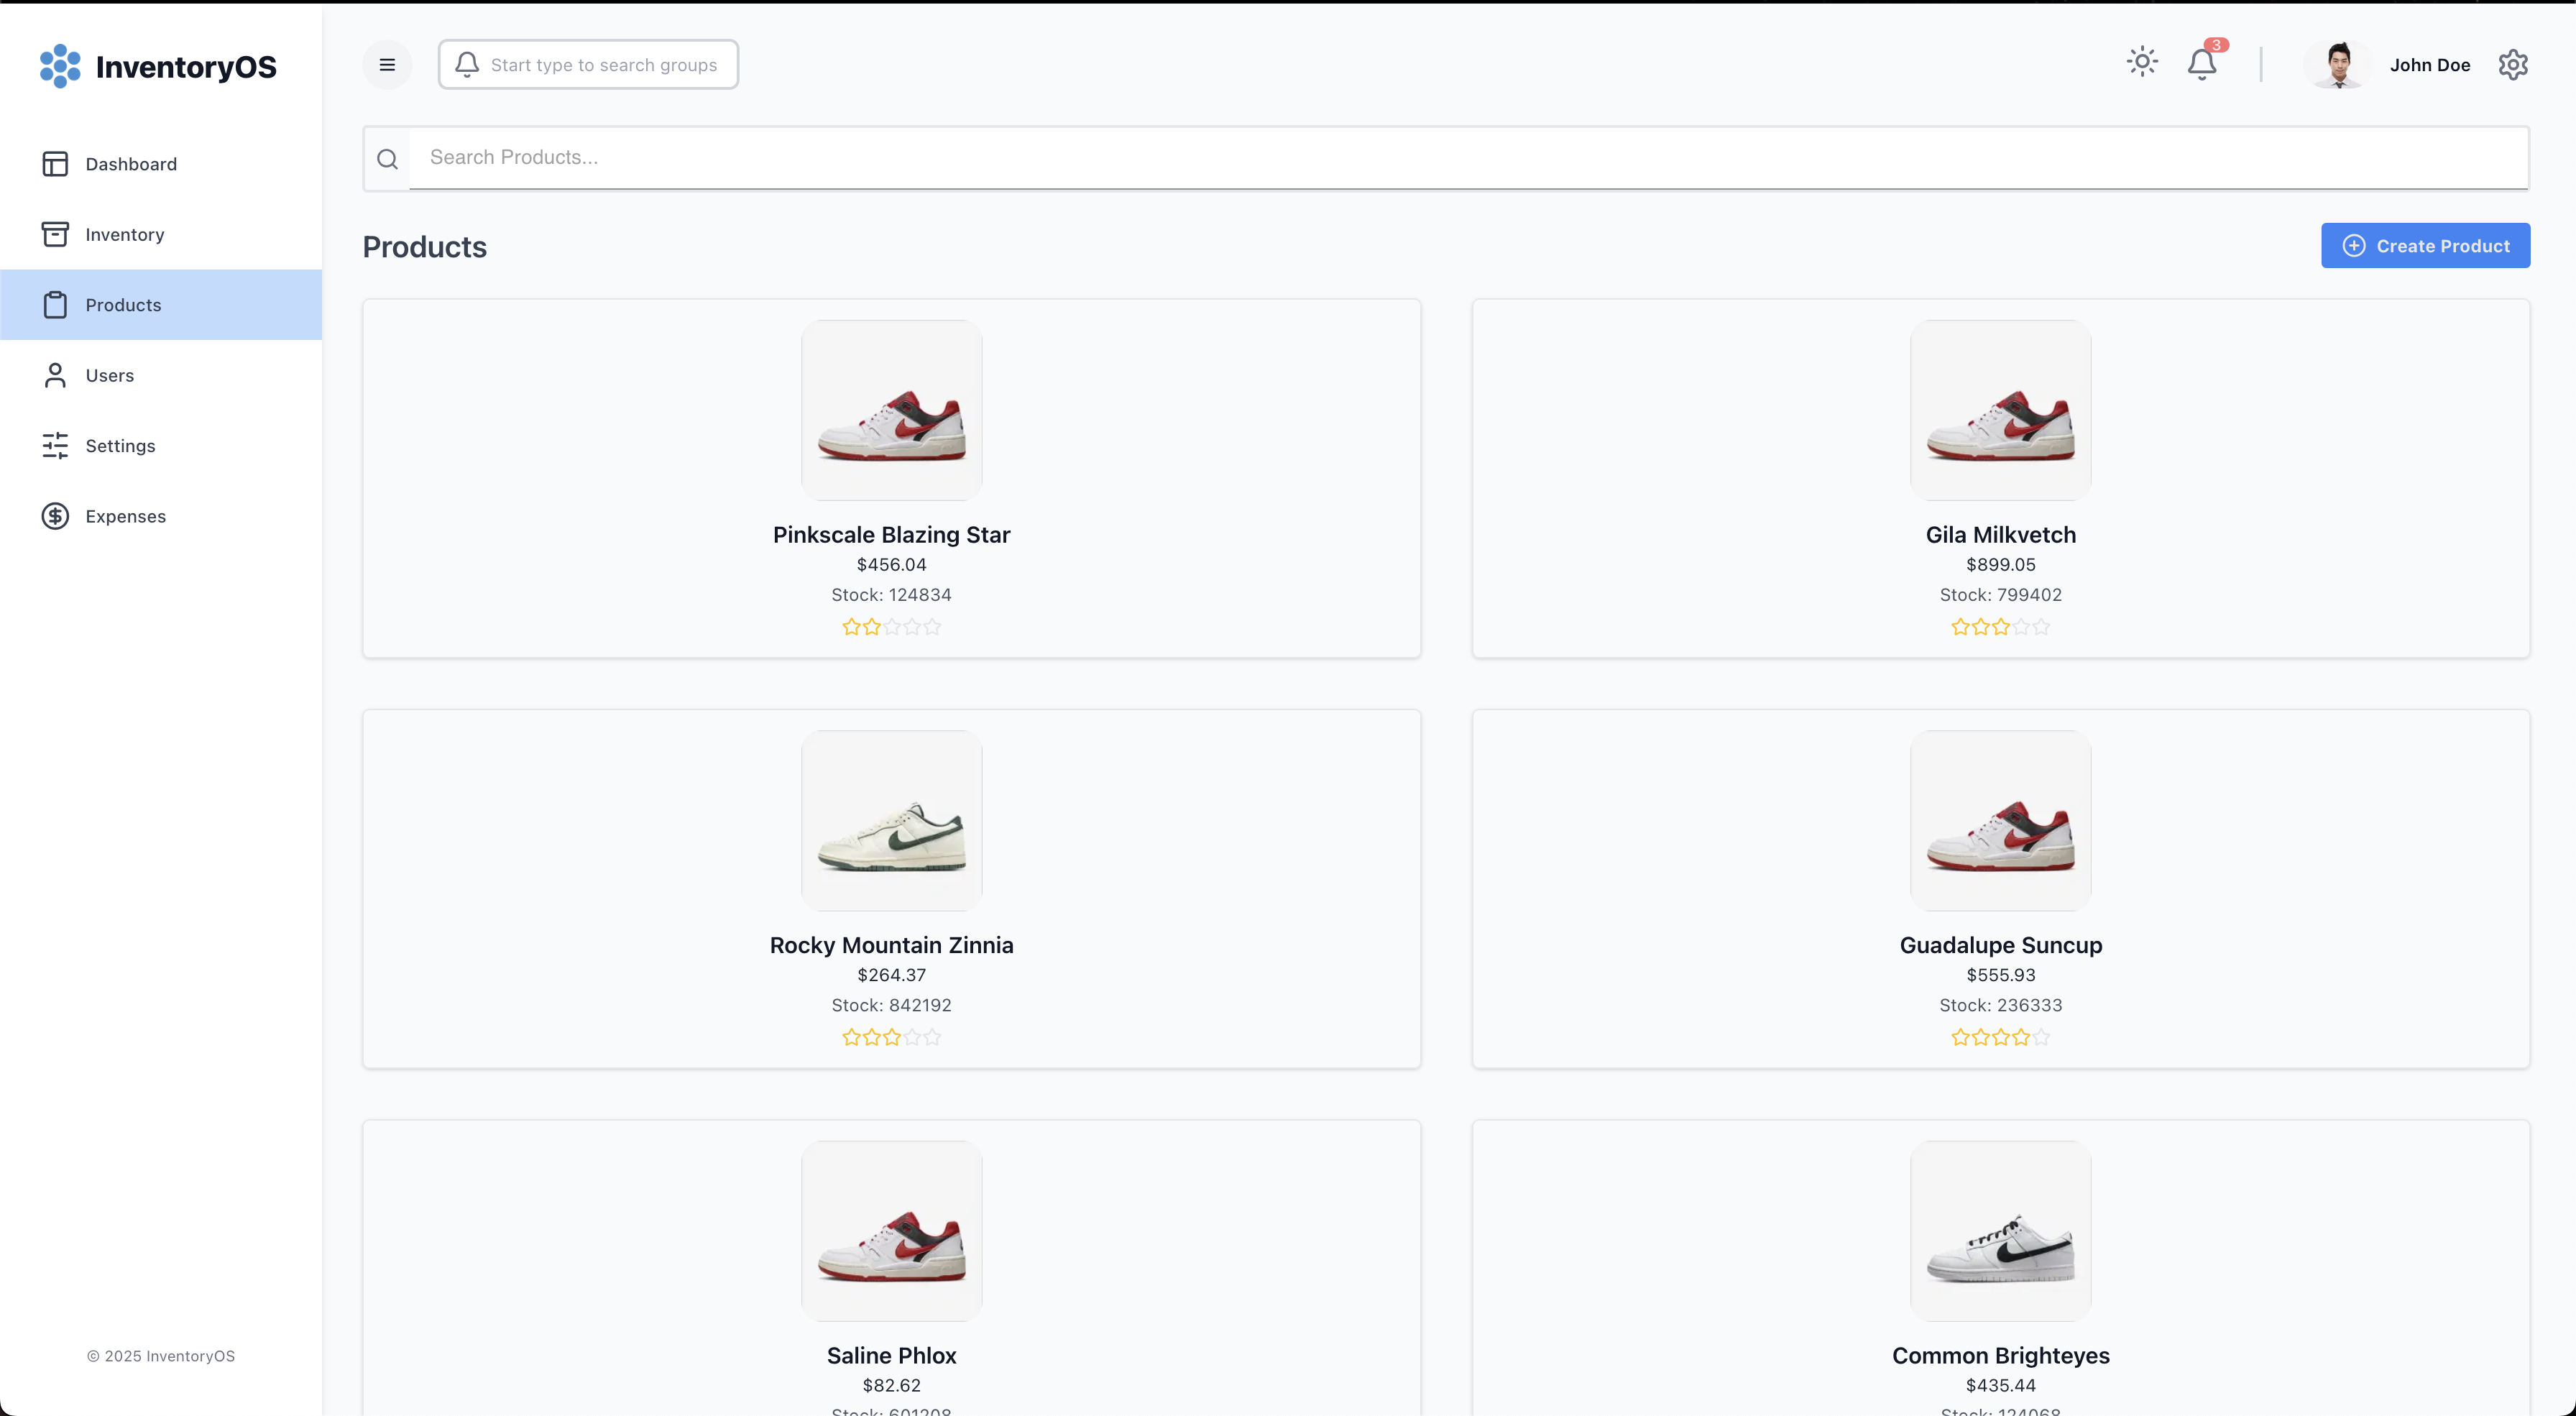 InventoryOS
Start type to search groups
3
John Doe
Dashboard
Inventory
Products
Users
Settings
Expenses
© 2025 InventoryOS
Search Products...
Products
Create Product
Pinkscale Blazing Star
$456.04
Stock: 124834
Gila Milkvetch
$899.05
Stock: 799402
Rocky Mountain Zinnia
$264.37
Stock: 842192
Guadalupe Suncup
$555.93
Stock: 236333
Saline Phlox
$82.62
Stock: 601208
Common Brighteyes
$435.44
Stock: 124068